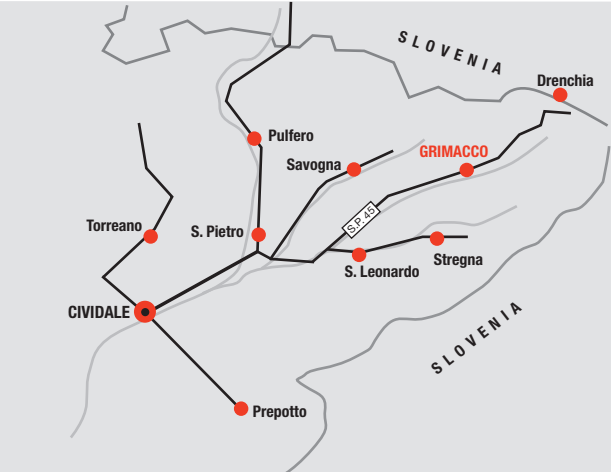 SLOVENIA
Drenchia
Pulfero
Savogna
GRIMACCO
S.P. 45
Torreano
S. Pietro
S. Leonardo
Stregna
CIVIDALE
SLOVENIA
Prepotto